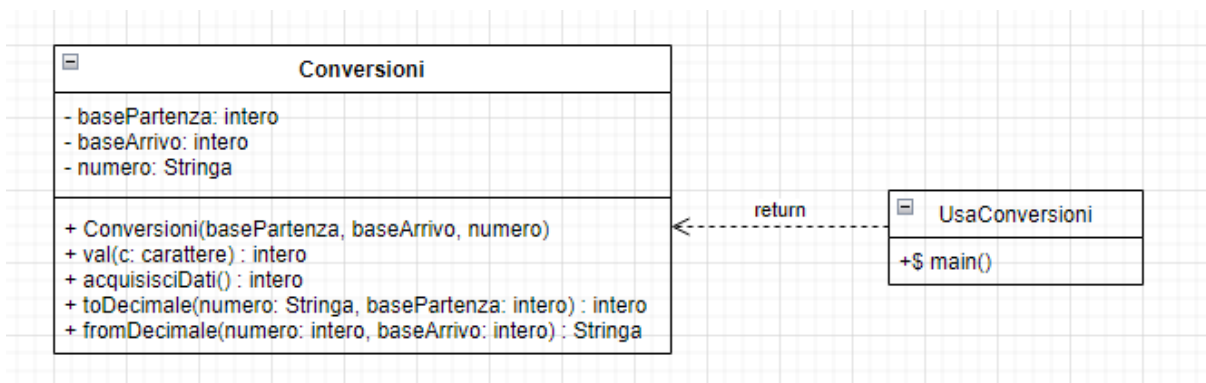 Conversioni
- basePartenza: intero
- baseArrivo: intero
- numero: Stringa
+ Conversioni(basePartenza, baseArrivo, numero)
+ val(c: carattere) : intero
+ acquisisciDati() : intero
+ toDecimale(numero: Stringa, basePartenza: intero) : intero
+ fromDecimale(numero: intero, baseArrivo: intero) : Stringa
return
UsaConversioni
+$ main()